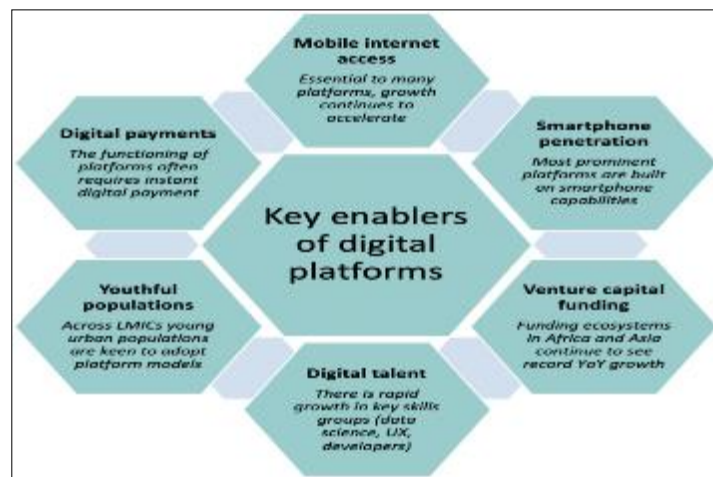 Mobile internet
access
Essential to many
platforms, growth
continues to
accelerate
Smartphone
penetration
Most prominent
platforms are built
on smartphone
capabilities
Venture capital
funding
Funding ecosystems
in Africa and Asia
continue to see
record YoY growth
Digital talent
There is rapid
growth in key skills
groups (data
science, UX,
developers)
Youthful
populations
Across LMICs young
urban populations
are keen to adopt
platform models
Digital payments
The functioning of
platforms often
requires instant
digital payment
Key enablers
of digital
platforms